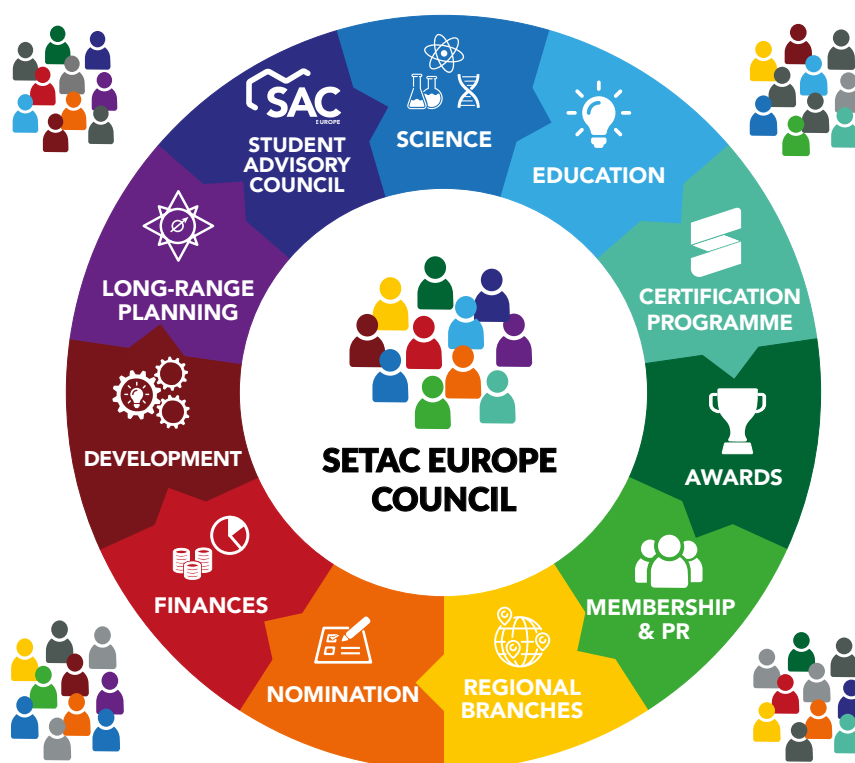 SAC
EUROPE
STUDENT
ADVISORY
COUNCIL
SCIENCE
EDUCATION
CERTIFICATION
PROGRAMME
AWARDS
MEMBERSHIP
& PR
REGIONAL
BRANCHES
NOMINATION
FINANCES
DEVELOPMENT
LONG-RANGE
PLANNING
SETAC EUROPE
COUNCIL